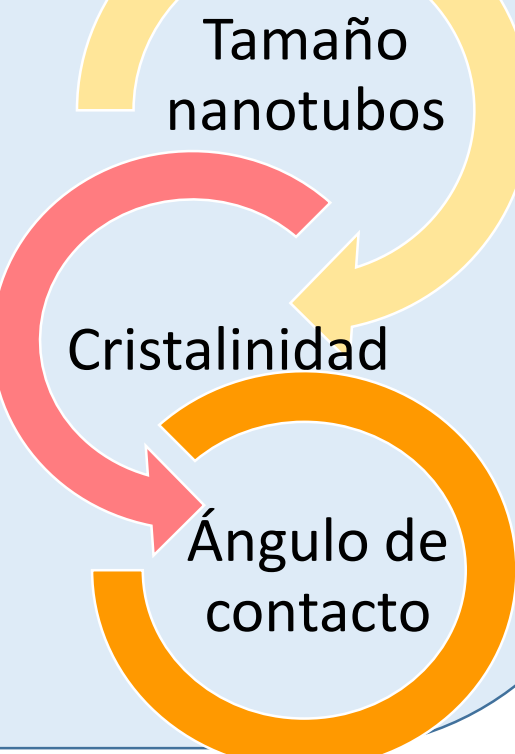 Tamaño
nanotubos
Cristalinidad
Ángulo de
contacto